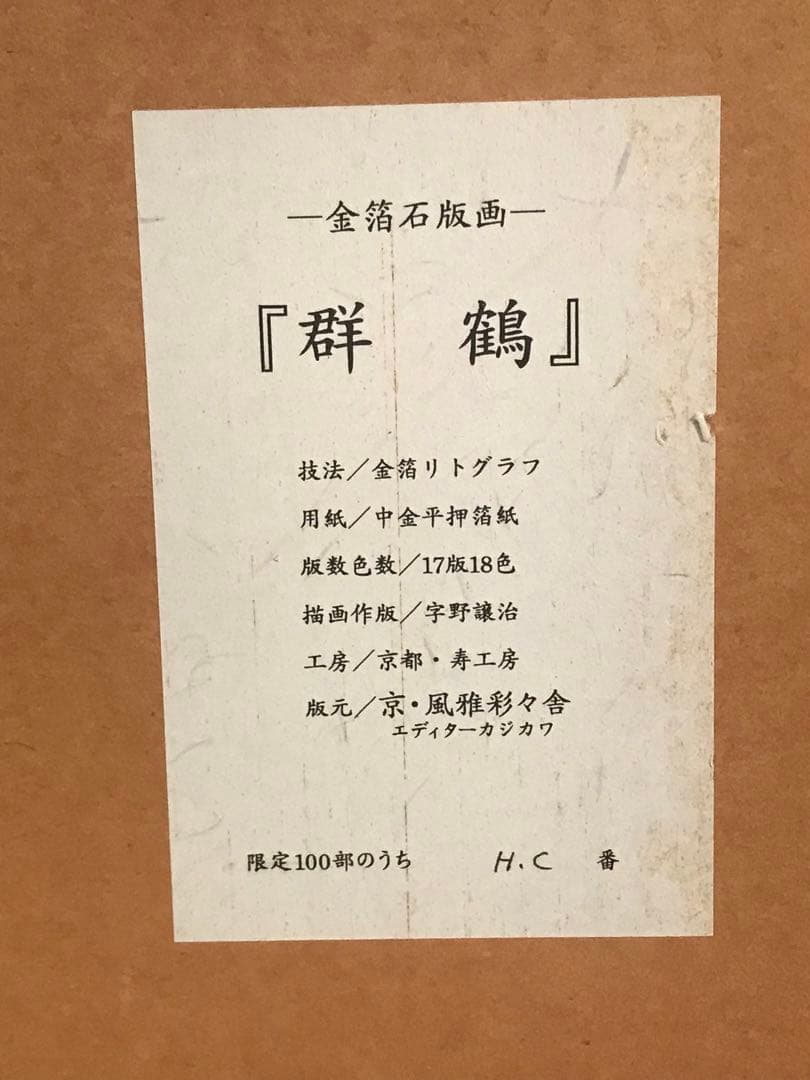 ―金箔石版画―
『群 鶴』
技法／金箔リトグラフ
用紙／中金平押箔紙
版数色数／17版18色
描画作版／字野譲治
工房／京都・寿工房
版元／京・風雅彩々舎
エディターカジカワ
限定100部のうち H.C 番